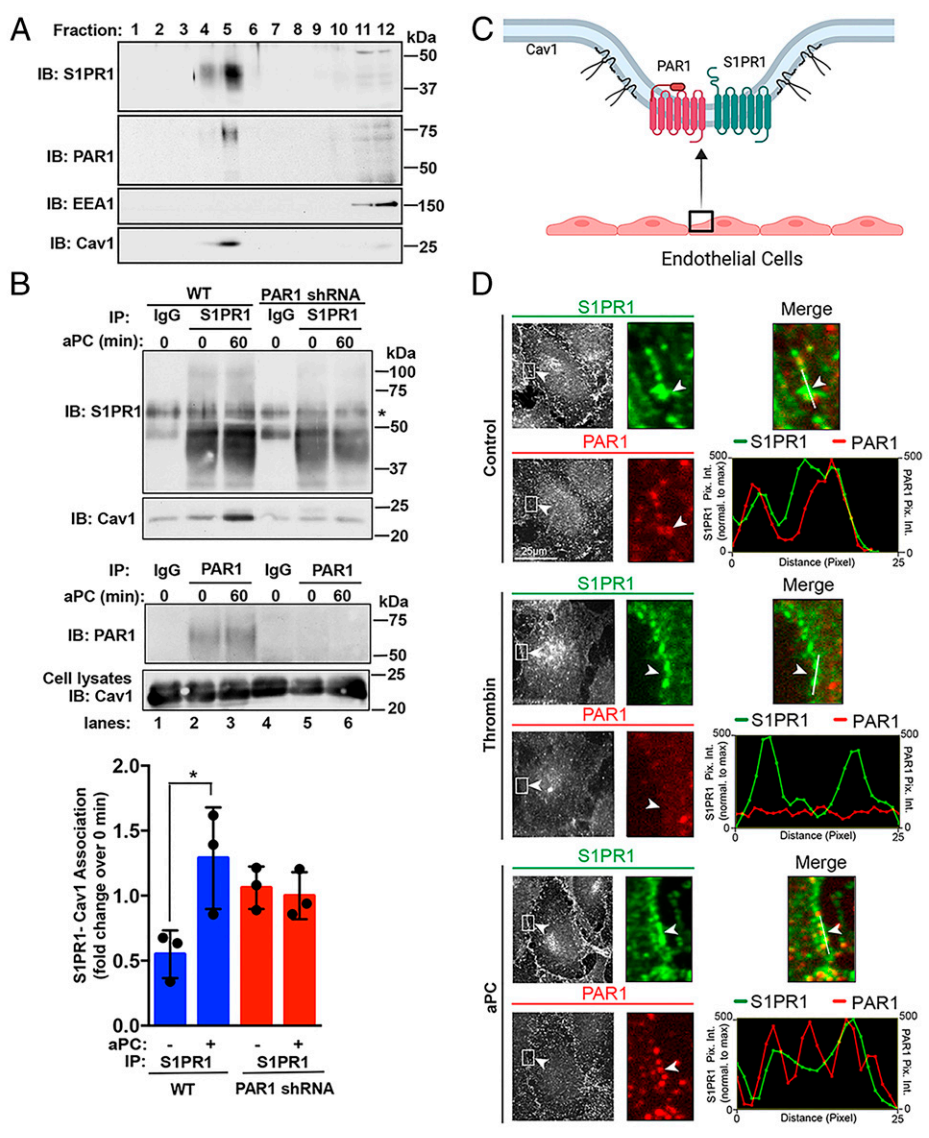 A
Fraction: 1 2 3 4 5 6 7 8 9 10 11 12
kDa
IB: S1PR1
50
37
IB: PAR1
75
50
IB: EEA1
150
IB: Cav1
25
B
WT PAR1 shRNA
IP: IgG S1PR1 IgG S1PR1
aPC (min): 0 0 60 0 0 60
kDa
100
75
IB: S1PR1
*
50
37
IB: Cav1
25
20
IP: IgG PAR1 IgG PAR1
aPC (min): 0 0 60 0 0 60
kDa
75
IB: PAR1
50
Cell lysates
IB: Cav1
25
20
lanes: 1 2 3 4 5 6
S1PR1- Cav1 Association
(fold change over 0 min)
2.0
1.5
1.0
0.5
0.0
*
aPC: - + - +
IP: S1PR1 S1PR1
WT PAR1 shRNA
C
Cav1
PAR1
S1PR1
Endothelial Cells
D
Control
S1PR1
Merge
PAR1
25μm
S1PR1 PAR1
S1PR1 Pix. Int.
(normal. to max)
500
0
500
0
PAR1 Pix. Int.
0 25
Distance (Pixel)
Thrombin
S1PR1
Merge
PAR1
S1PR1 PAR1
S1PR1 Pix. Int.
(normal. to max)
500
0
500
0
PAR1 Pix. Int.
0 25
Distance (Pixel)
aPC
S1PR1
Merge
PAR1
S1PR1 PAR1
S1PR1 Pix. Int.
(normal. to max)
500
0
500
0
PAR1 Pix. Int.
0 25
Distance (Pixel)